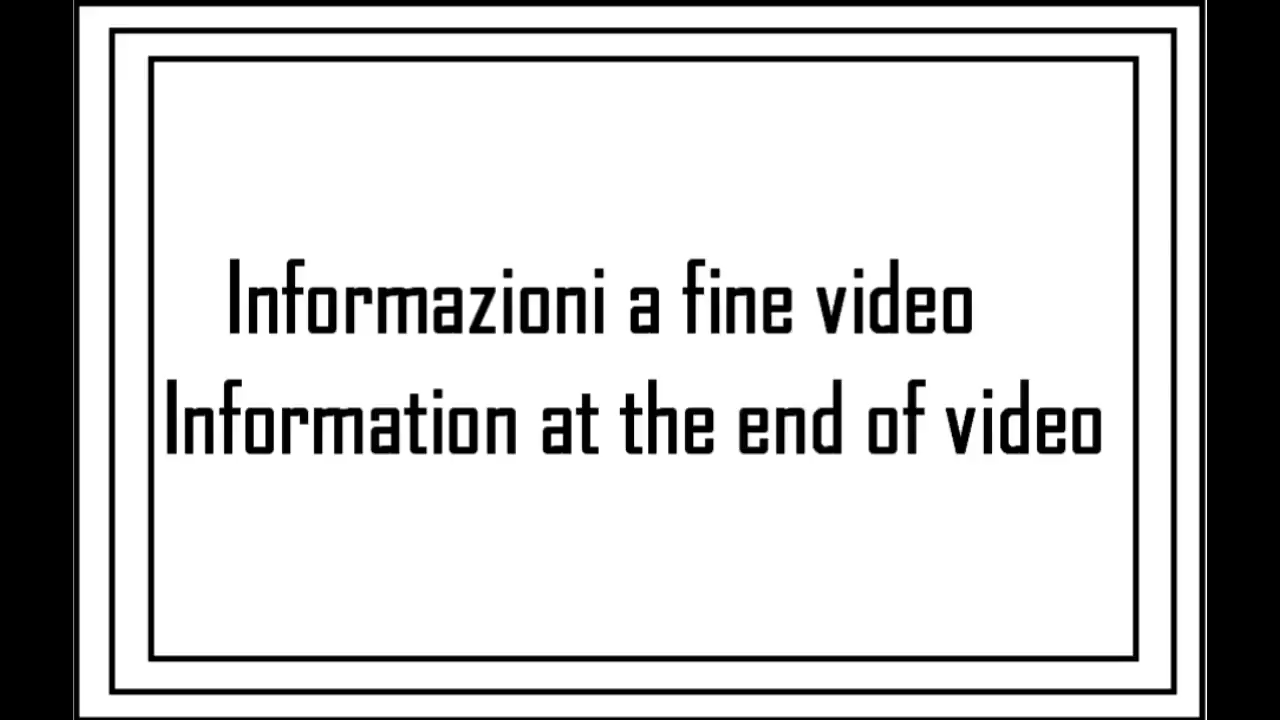 Informazioni a fine video
Information at the end of video